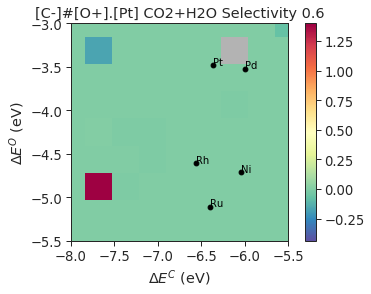 [C-]#[O+].[Pt] CO2+H2O Selectivity 0.6
−3.0
−3.5
−4.0
−4.5
−5.0
−5.5
ΔE^O (eV)
Pt
Pd
Rh
Ni
Ru
−8.0 −7.5 −7.0 −6.5 −6.0 −5.5
ΔE^C (eV)
1.25
1.00
0.75
0.50
0.25
0.00
−0.25